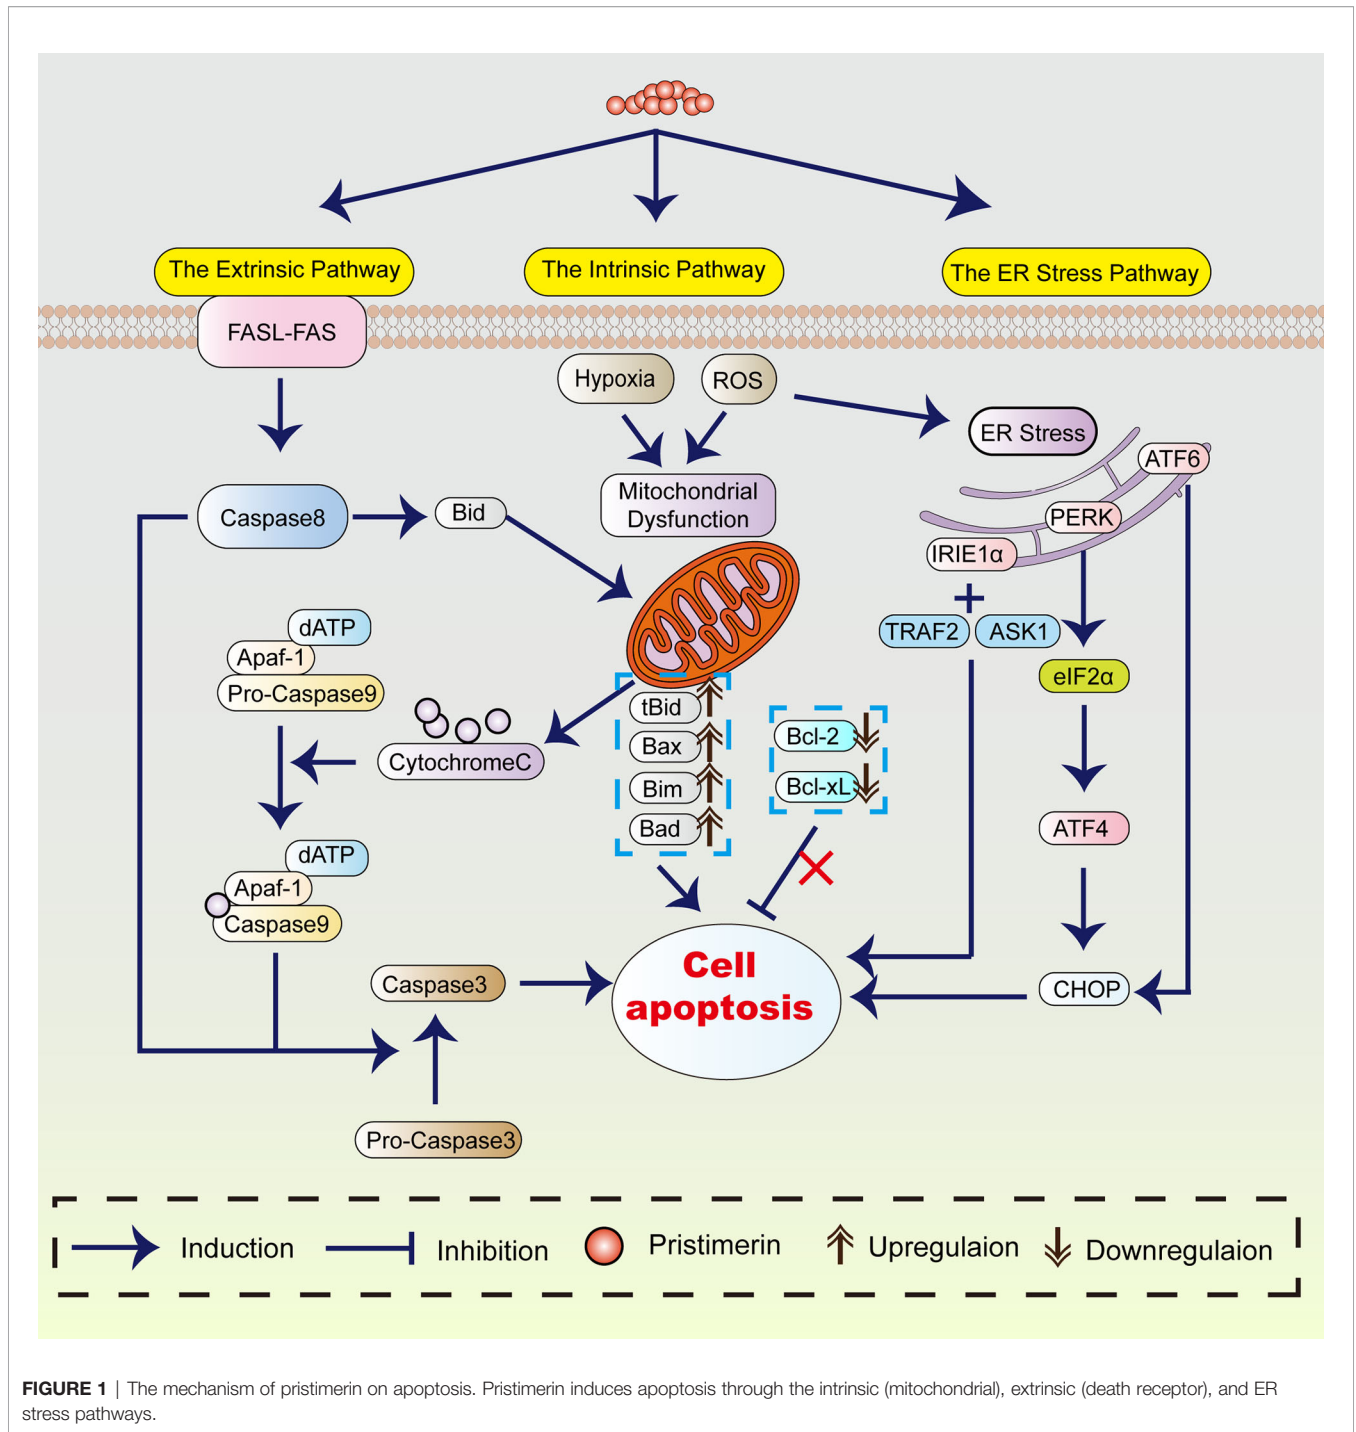 The Extrinsic Pathway
The Intrinsic Pathway
The ER Stress Pathway
FASL-FAS
Hypoxia
ROS
ER Stress
ATF6
Mitochondrial
Dysfunction
Caspase8
Bid
PERK
IRIE1α
+
TRAF2
ASK1
dATP
Apaf-1
Pro-Caspase9
eIF2α
tBid
Bax
Bim
Bad
Bcl-2
Bcl-xL
CytochromeC
ATF4
dATP
Apaf-1
Caspase9
Cell
apoptosis
Caspase3
CHOP
Pro-Caspase3
Induction
Inhibition
Pristimerin
Upregulaion
Downregulaion
FIGURE 1 | The mechanism of pristimerin on apoptosis. Pristimerin induces apoptosis through the intrinsic (mitochondrial), extrinsic (death receptor), and ER
stress pathways.